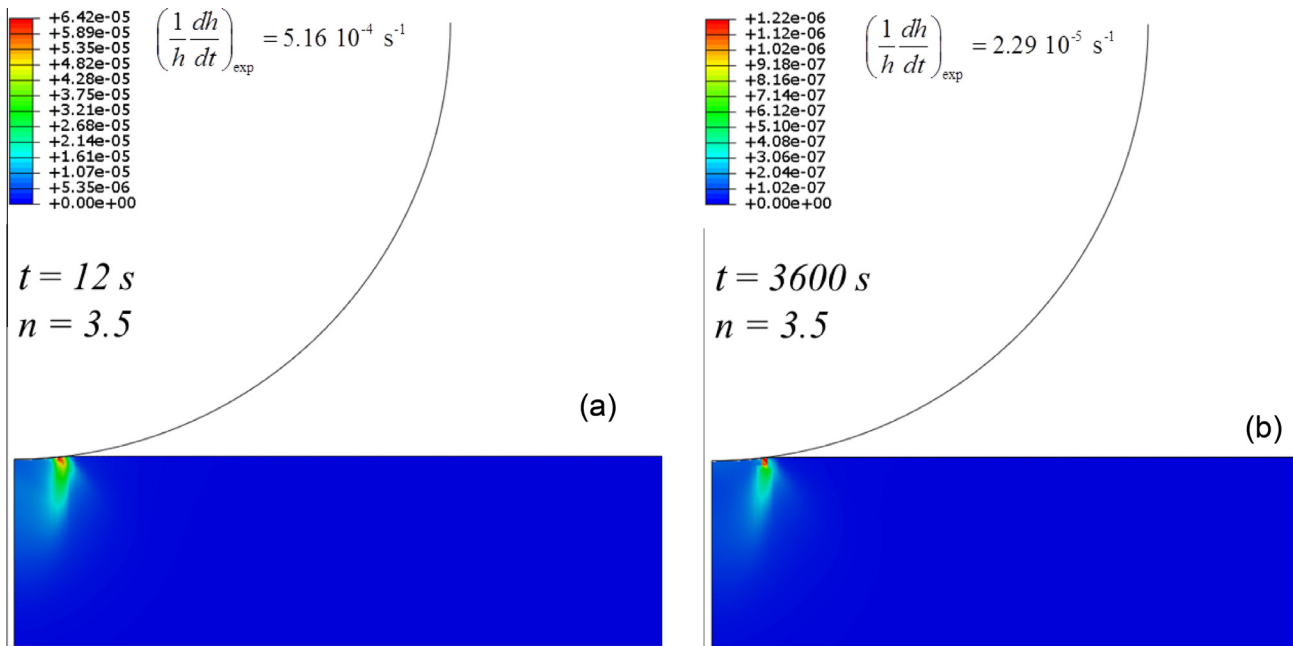 +6.42e-05
+5.89e-05
+5.35e-05
+4.82e-05
+4.28e-05
+3.75e-05
+3.21e-05
+2.68e-05
+2.14e-05
+1.61e-05
+1.07e-05
+5.35e-06
+0.00e+00
(1/h dh/dt)exp = 5.16 10⁻⁴ s⁻¹
t = 12 s
n = 3.5
(a)
+1.22e-06
+1.12e-06
+1.02e-06
+9.18e-07
+8.16e-07
+7.14e-07
+6.12e-07
+5.10e-07
+4.08e-07
+3.06e-07
+2.04e-07
+1.02e-07
+0.00e+00
(1/h dh/dt)exp = 2.29 10⁻⁵ s⁻¹
t = 3600 s
n = 3.5
(b)